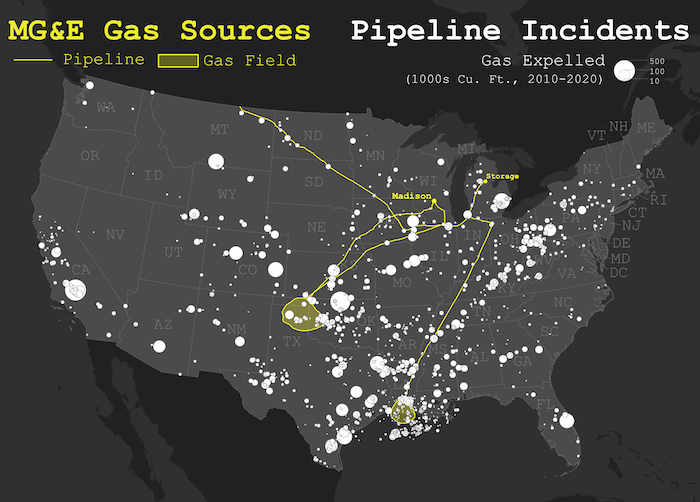 MG&E Gas Sources
Pipeline
Gas Field
Pipeline Incidents
Gas Expelled
(1000s Cu. Ft., 2010-2020)
500
100
10
WA
MT
ND
MN
MI
VT
NH
ME
OR
ID
SD
WI
Storage
NY
MA
RI
WY
Madison
CT
NV
NE
IN
OH
PA
NJ
UT
IL
DE
MD
CA
CO
MO
KY
WV
VA
DC
AZ
NM
OK
TN
NC
TX
AR
MS
AL
GA
SC
FL